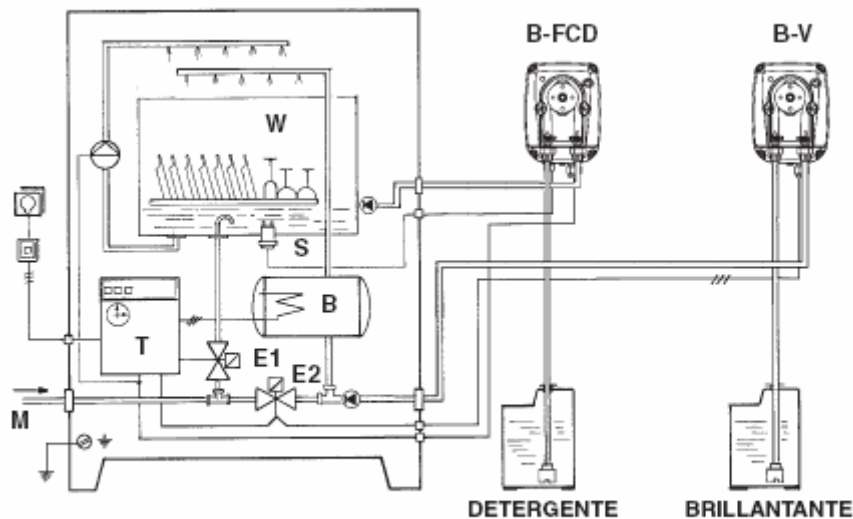 B-FCD
B-V
W
S
B
T
E1
E2
M
DETERGENTE
BRILLANTANTE